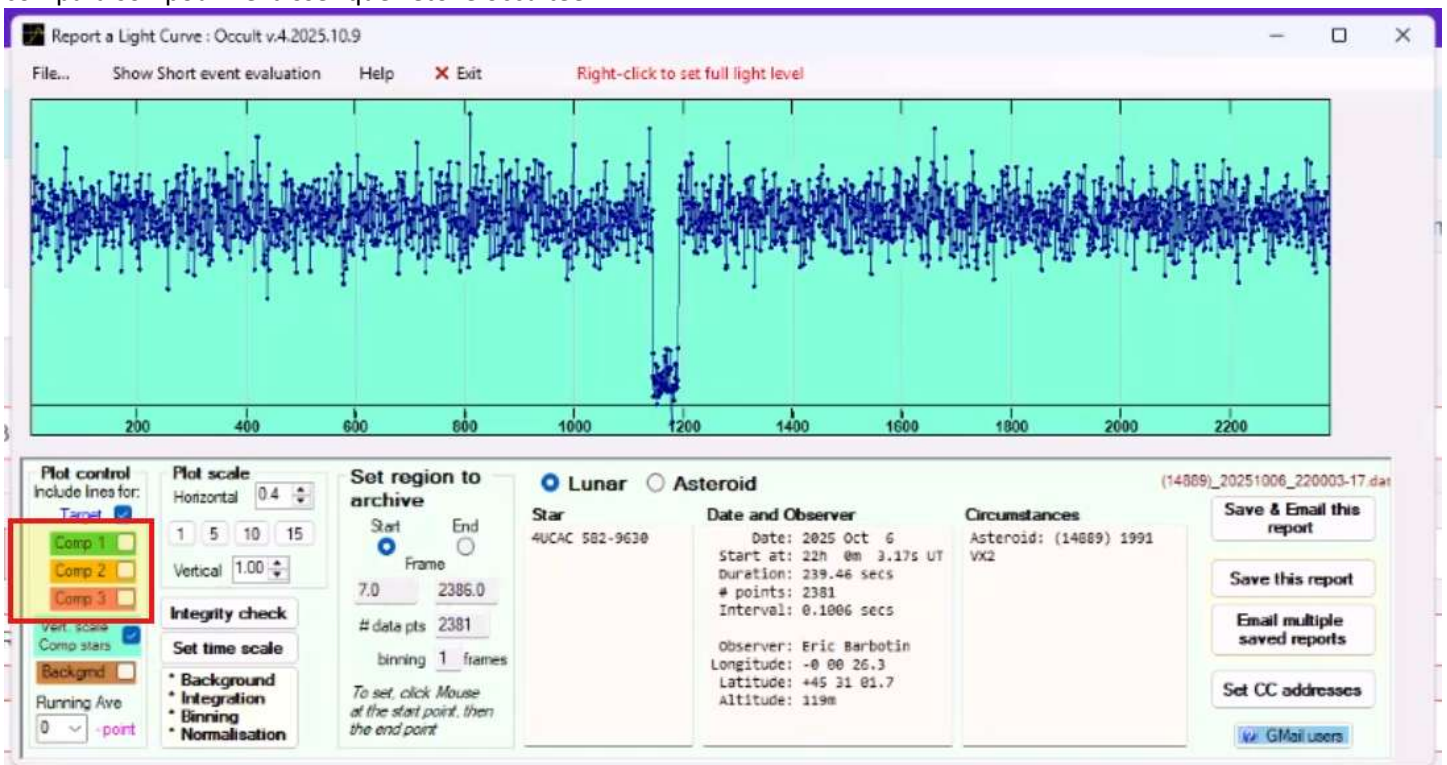 Report a Light Curve : Occult v.4.2025.10.9
File... Show Short event evaluation Help Exit Right-click to set full light level
200 400 600 800 1000 1200 1400 1600 1800 2000 2200
Plot control
Include lines for:
Target
Comp 1
Comp 2
Comp 3
Vert. scale
Comp stars
Backgrnd
Running Ave
0 -point
Plot scale
Horizontal 0.4
1 5 10 15
Vertical 1.00
Integrity check
Set time scale
* Background
* Integration
* Binning
* Normalisation
Set region to
archive
Start End
Frame
7.0 2386.0
# data pts 2381
binning 1 frames
To set, click Mouse
at the start point, then
the end point
Lunar Asteroid
Star
4UCAC 582-9630
Date and Observer
Date: 2025 Oct 6
Start at: 22h 0m 3.17s UT
Duration: 239.46 secs
# points: 2381
Interval: 0.1006 secs
Observer: Eric Barbotin
Longitude: -0 00 26.3
Latitude: +45 31 01.7
Altitude: 119m
Circumstances
Asteroid: (14889) 1991
VX2
(14889)_20251006_220003-17.dat
Save & Email this
report
Save this report
Email multiple
saved reports
Set CC addresses
GMail users